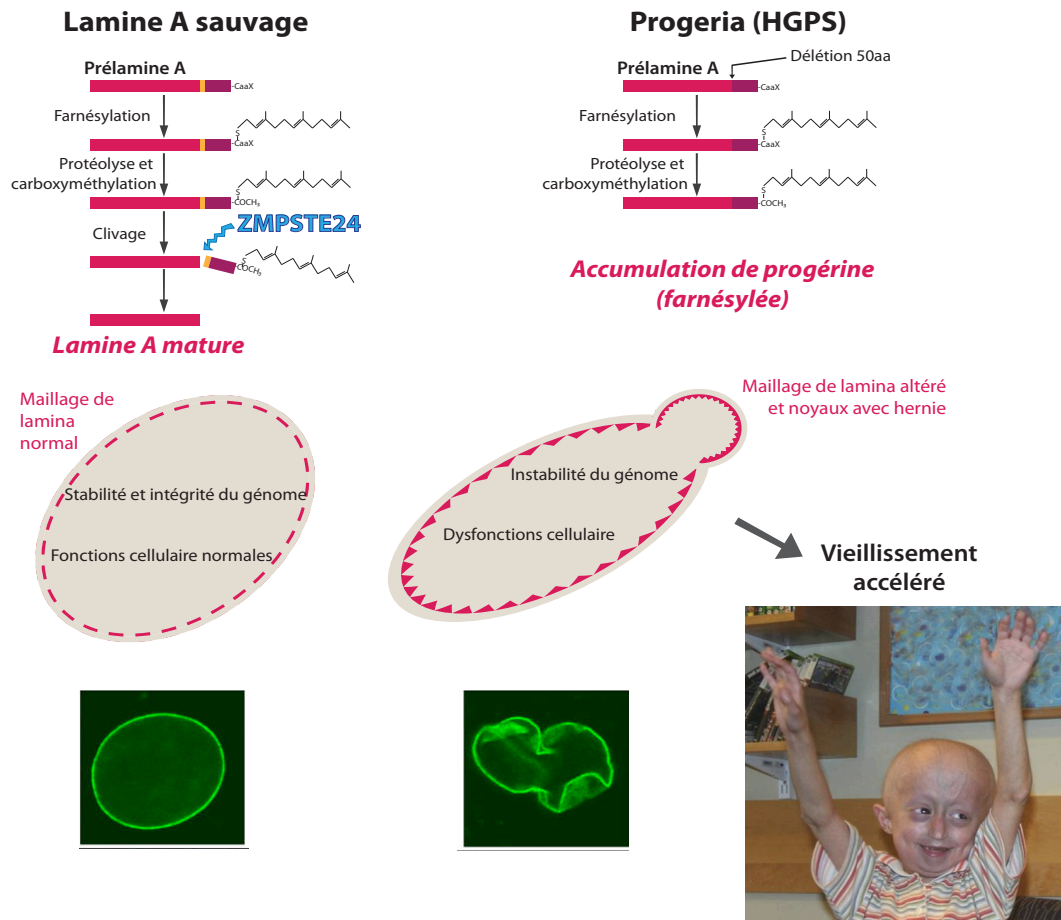 Lamine A sauvage
Prélamine A
-CaaX
Farnésylation
S
-CaaX
Protéolyse et
carboxyméthylation
S
-COCH₃
ZMPSTE24
Clivage
S
-COCH₃
Lamine A mature
Progeria (HGPS)
Délétion 50aa
Prélamine A
-CaaX
Farnésylation
S
-CaaX
Protéolyse et
carboxyméthylation
S
-COCH₃
Accumulation de progérine
(farnésylée)
Maillage de
lamina
normal
Stabilité et intégrité du génome
Fonctions cellulaire normales
Maillage de lamina altéré
et noyaux avec hernie
Instabilité du génome
Dysfonctions cellulaire
Vieillissement
accéléré